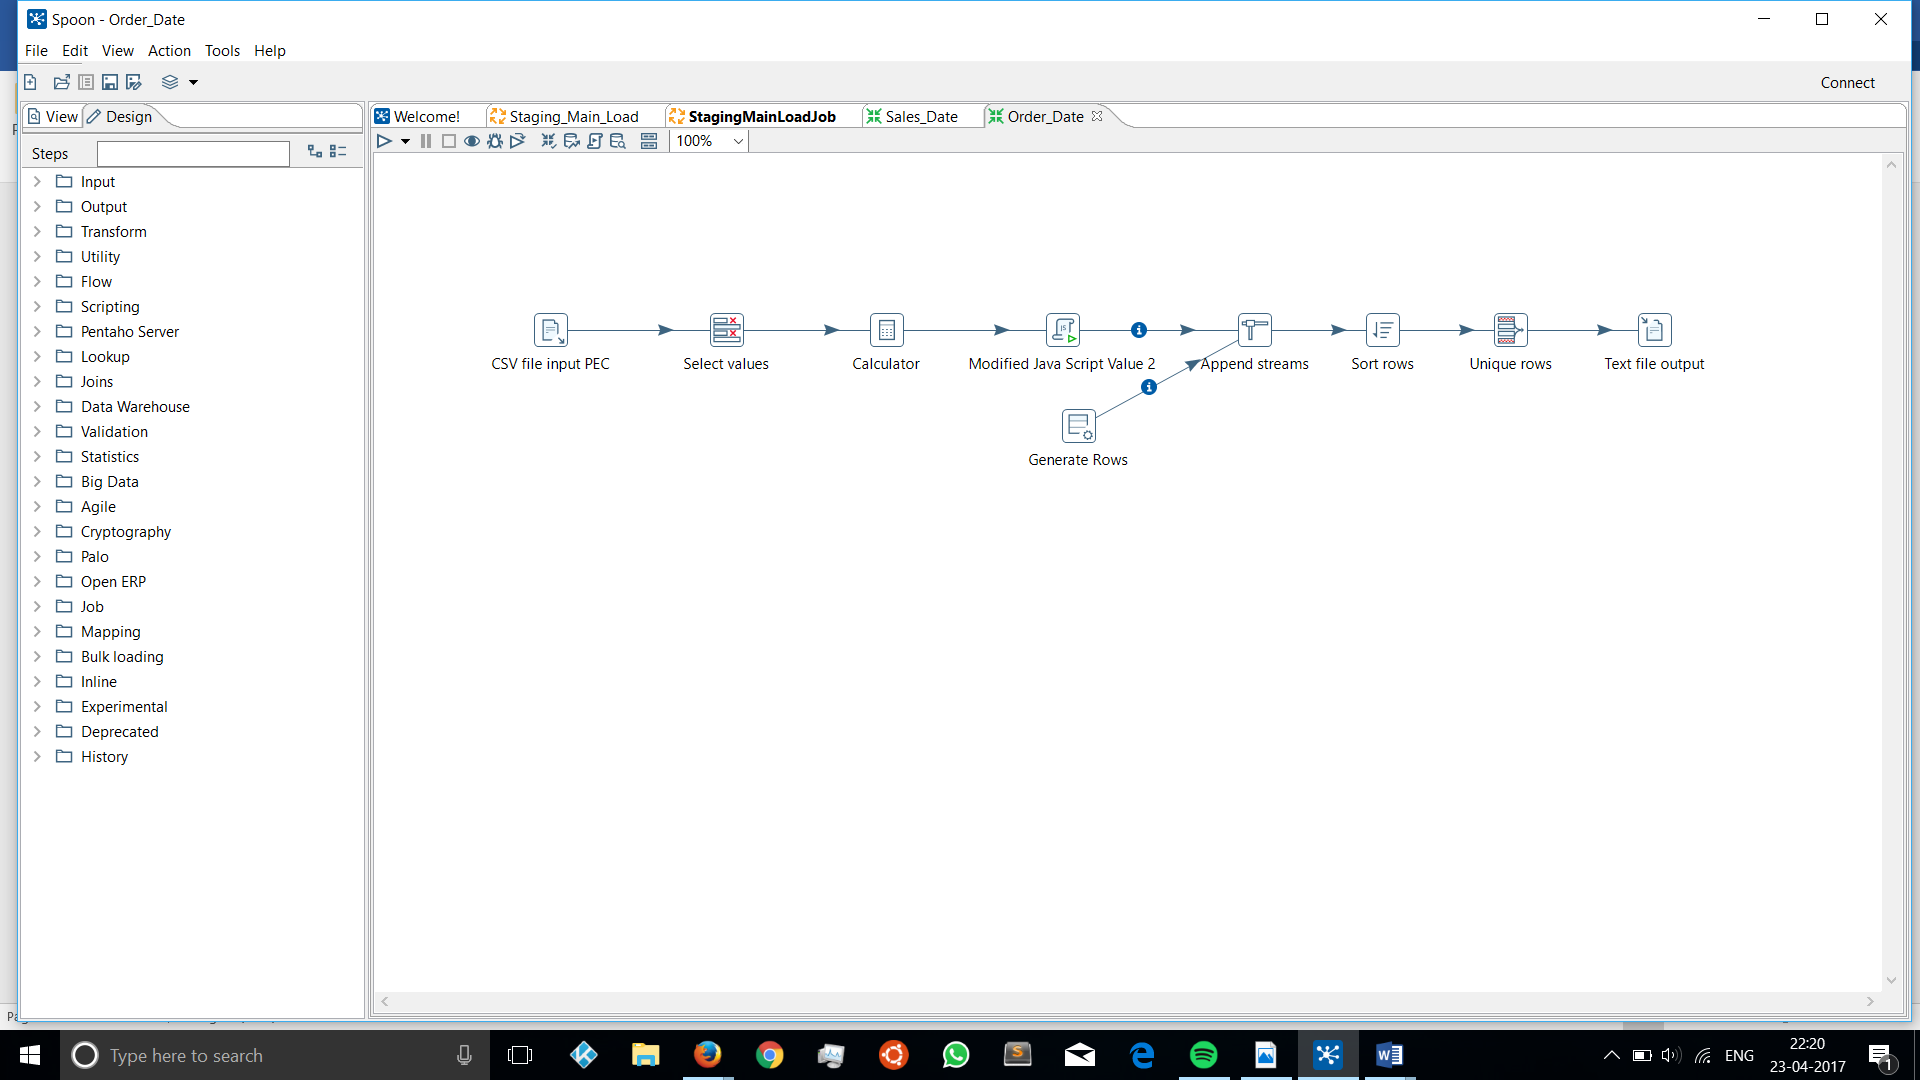 Spoon - Order_Date
File Edit View Action Tools Help
Connect
View Design
Welcome! Staging_Main_Load StagingMainLoadJob Sales_Date Order_Date
100%
Steps
Input
Output
Transform
Utility
Flow
Scripting
Pentaho Server
Lookup
Joins
Data Warehouse
Validation
Statistics
Big Data
Agile
Cryptography
Palo
Open ERP
Job
Mapping
Bulk loading
Inline
Experimental
Deprecated
History
CSV file input PEC Select values Calculator Modified Java Script Value 2 Append streams Sort rows Unique rows Text file output
Generate Rows
Type here to search
ENG
22:20
23-04-2017
1